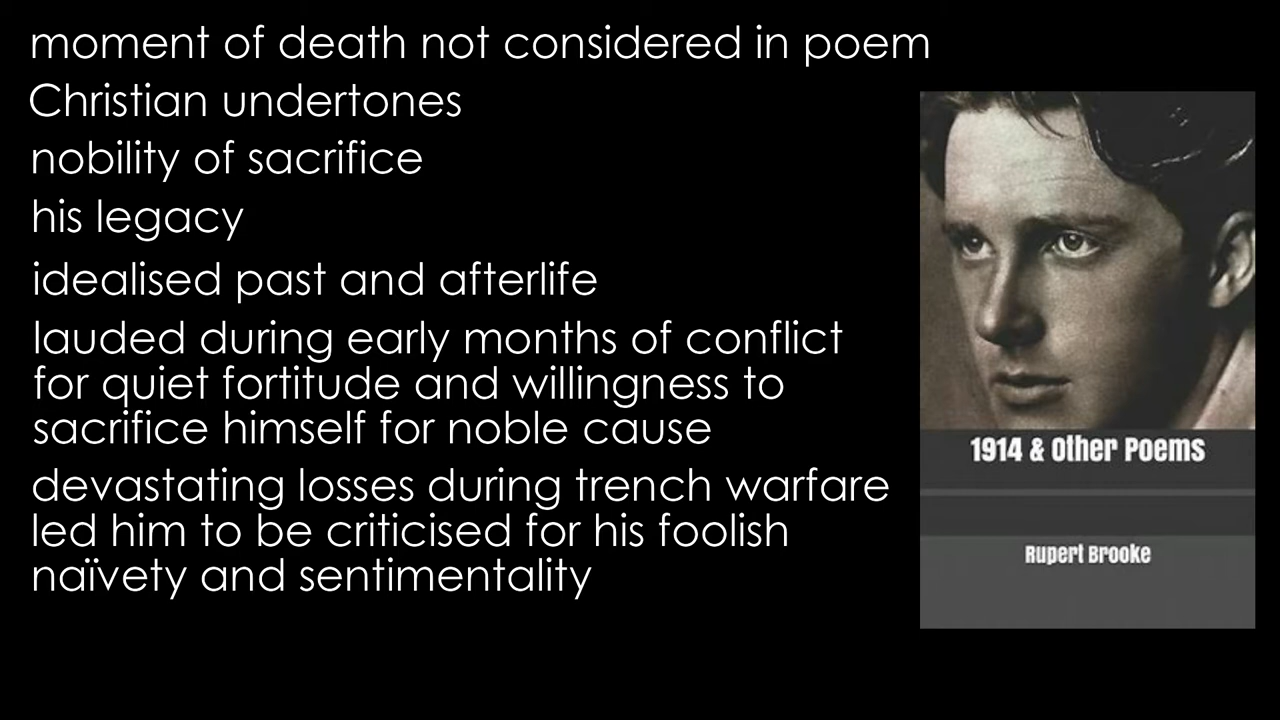 moment of death not considered in poem
Christian undertones
nobility of sacrifice
his legacy
idealised past and afterlife
lauded during early months of conflict
for quiet fortitude and willingness to
sacrifice himself for noble cause
devastating losses during trench warfare
led him to be criticised for his foolish
naïvety and sentimentality
1914 & Other Poems
Rupert Brooke